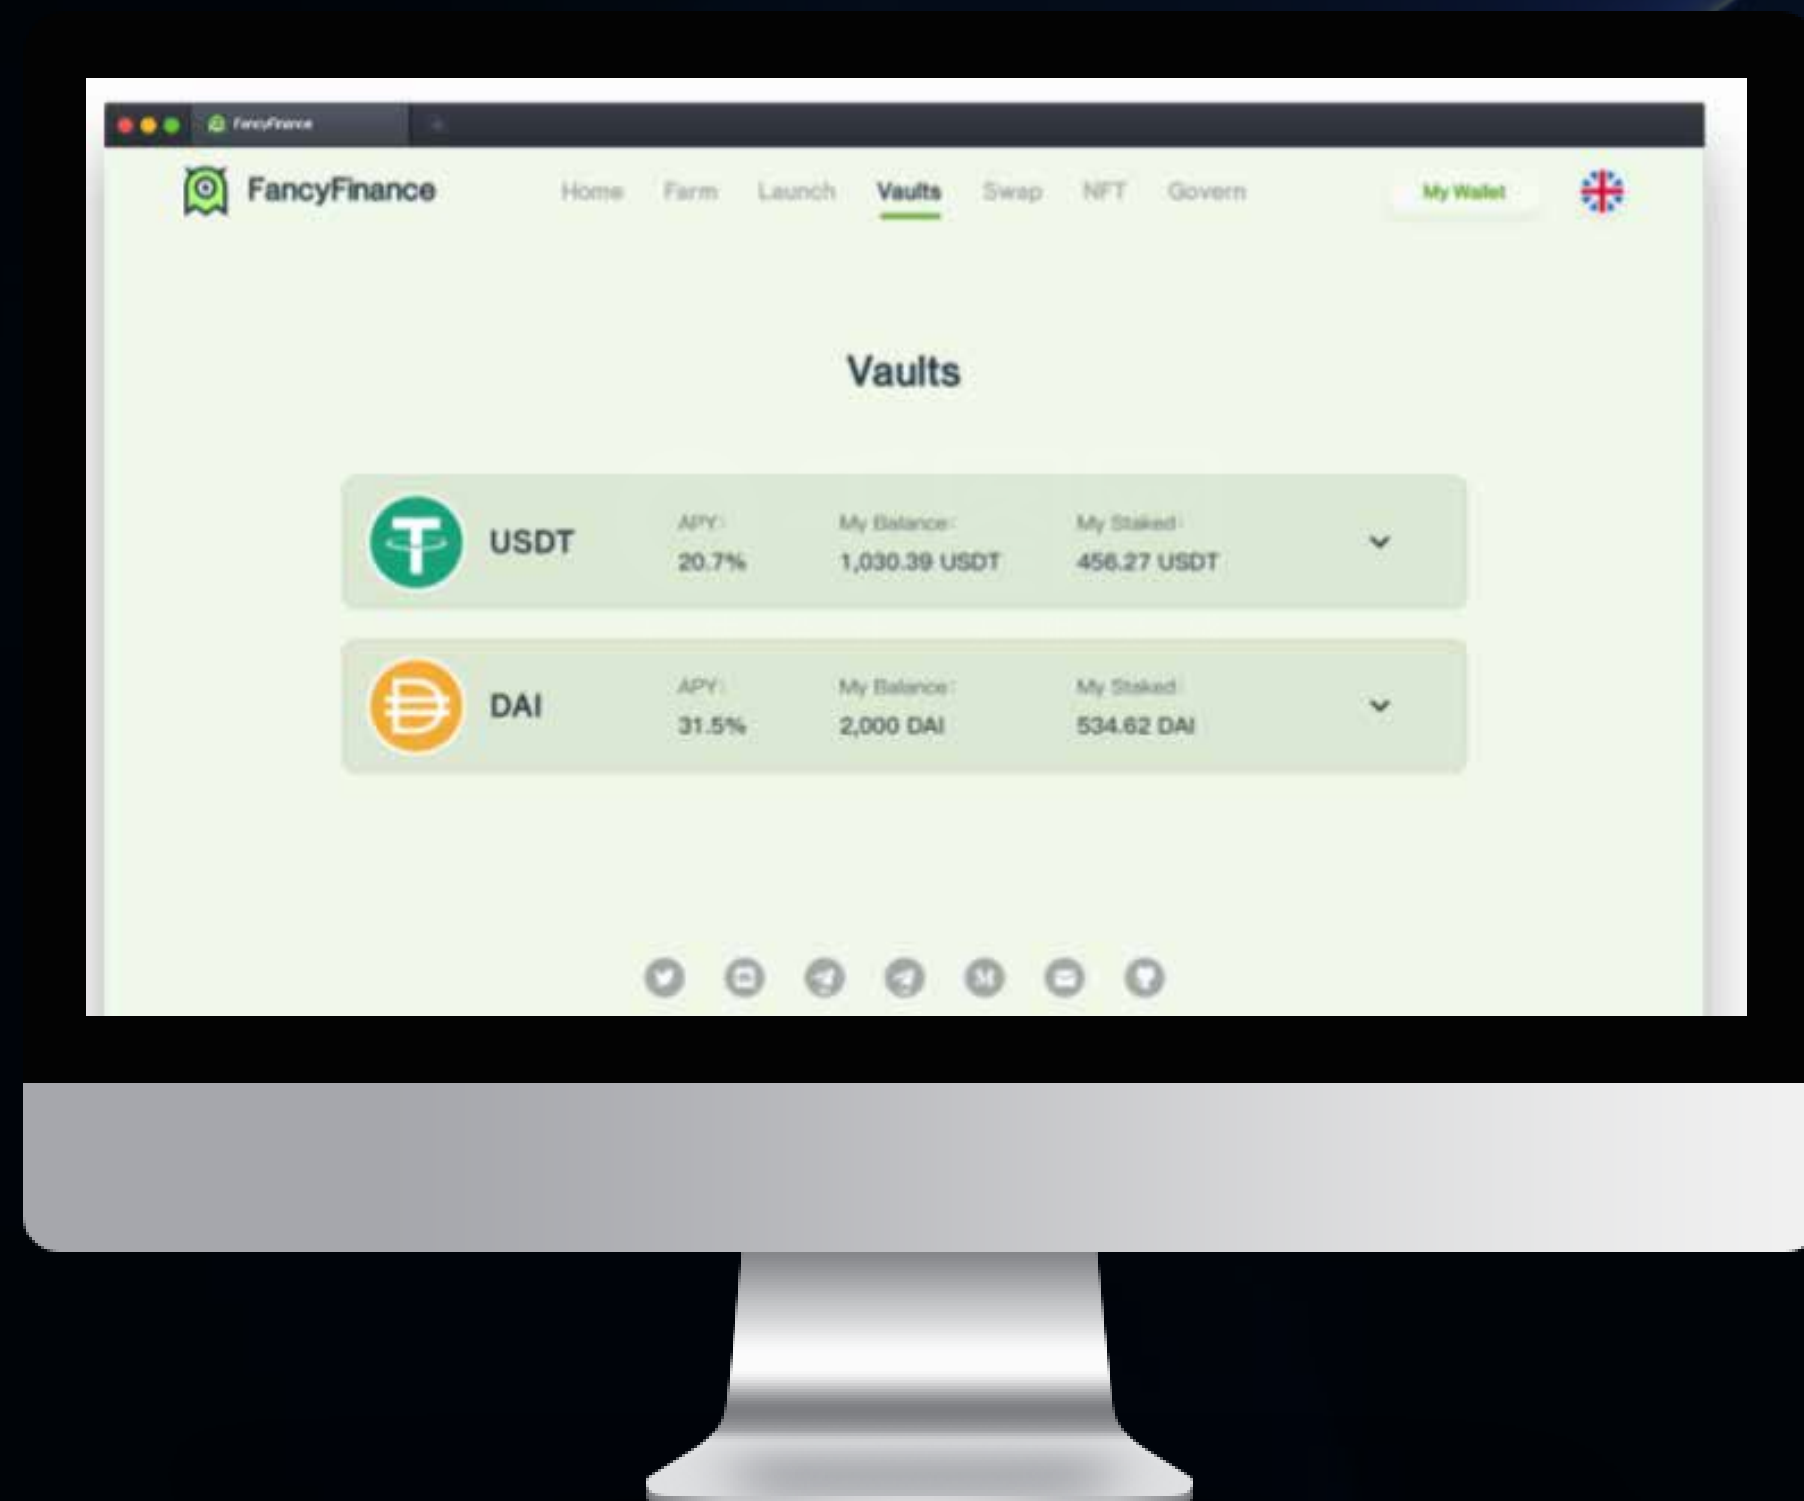 FancyFinance
FancyFinance
Home Farm Launch Vaults Swap NFT Govern
My Wallet
Vaults
USDT
APY:
20.7%
My Balance:
1,030.39 USDT
My Staked:
456.27 USDT
DAI
APY:
31.5%
My Balance:
2,000 DAI
My Staked:
534.62 DAI